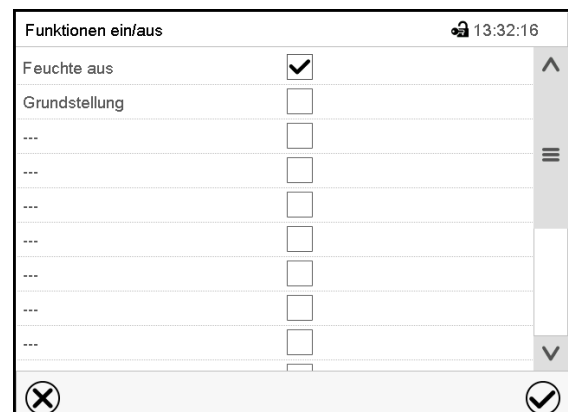 Funktionen ein/aus 13:32:16
Feuchte aus
Grundstellung
---
---
---
---
---
---
---